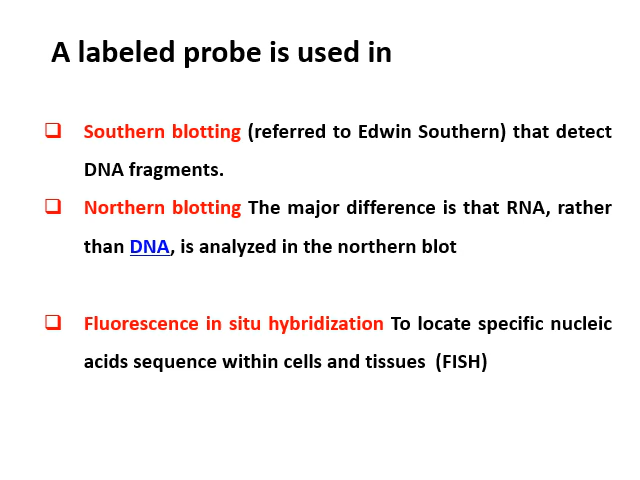 A labeled probe is used in
❑ Southern blotting (referred to Edwin Southern) that detect
DNA fragments.
❑ Northern blotting The major difference is that RNA, rather
than DNA, is analyzed in the northern blot
❑ Fluorescence in situ hybridization To locate specific nucleic
acids sequence within cells and tissues  (FISH)